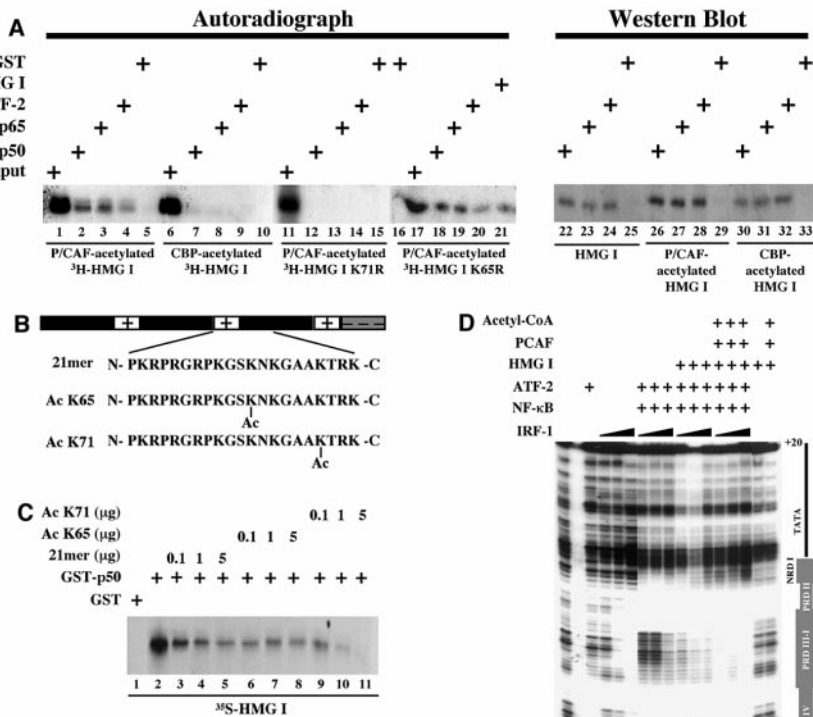 A
Autoradiograph
Western Blot
GST
G I
F-2
p65
p50
put
1 2 3 4 5 6 7 8 9 10 11 12 13 14 15 16 17 18 19 20 21
22 23 24 25 26 27 28 29 30 31 32 33
P/CAF-acetylated ³H-HMG I
CBP-acetylated ³H-HMG I
P/CAF-acetylated ³H-HMG I K71R
P/CAF-acetylated ³H-HMG I K65R
HMG I
P/CAF-acetylated HMG I
CBP-acetylated HMG I
B
+ + + – – – –
21mer N- PKRPRGRPKGSKNKGAAKTRK -C
Ac K65 N- PKRPRGRPKGSKNKGAAKTRK -C
Ac
Ac K71 N- PKRPRGRPKGSKNKGAAKTRK -C
Ac
C
Ac K71 (µg) 0.1 1 5
Ac K65 (µg) 0.1 1 5
21mer (µg) 0.1 1 5
GST-p50 + + + + + + + + + +
GST +
1 2 3 4 5 6 7 8 9 10 11
³⁵S-HMG I
D
Acetyl-CoA + + + +
PCAF + + + +
HMG I + + + + + + + +
ATF-2 + + + + + + + + + +
NF-κB + + + + + + + + +
IRF-1
+20
TATA
NRD I
PRD II
PRD III-I
IV